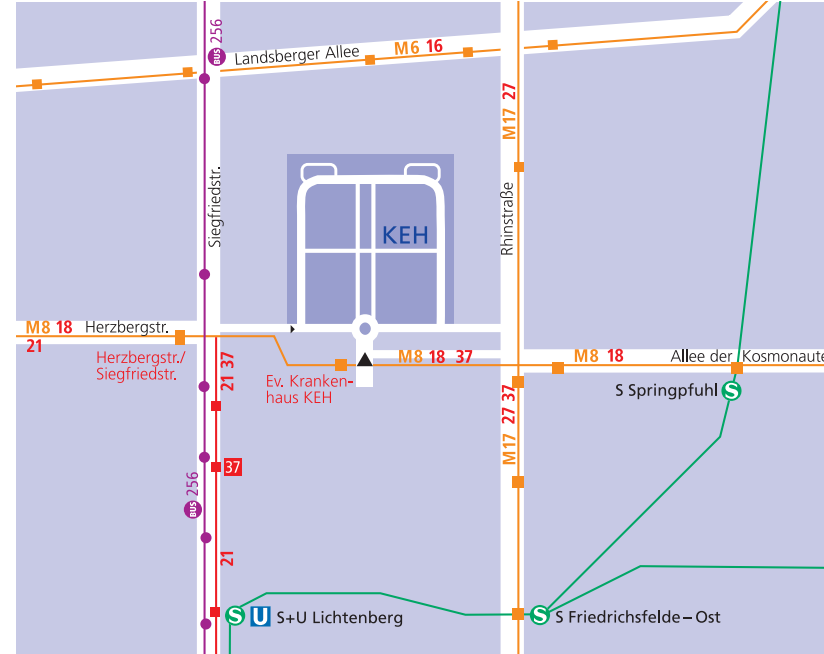 BUS 256
Landsberger Allee
M6 16
M17 27
Siegfriedstr.
Rhinstraße
KEH
M8 18
21
Herzbergstr.
Herzbergstr./
Siegfriedstr.
21 37
Ev. Kranken-
haus KEH
M8 18 37
M8 18
Allee der Kosmonaute
S Springpfuhl S
M17 27 37
37
BUS 256
21
S U S+U Lichtenberg
S S Friedrichsfelde – Ost